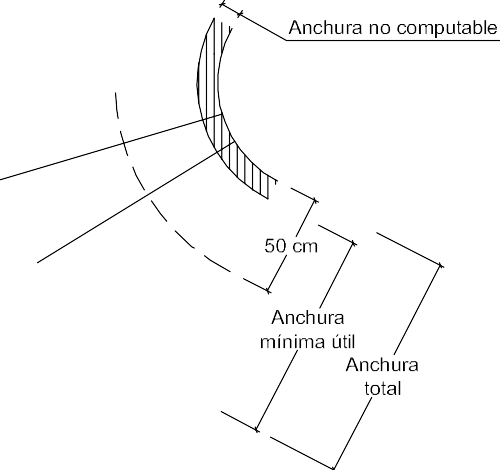 Anchura no computable
50 cm
Anchura
mínima útil
Anchura
total